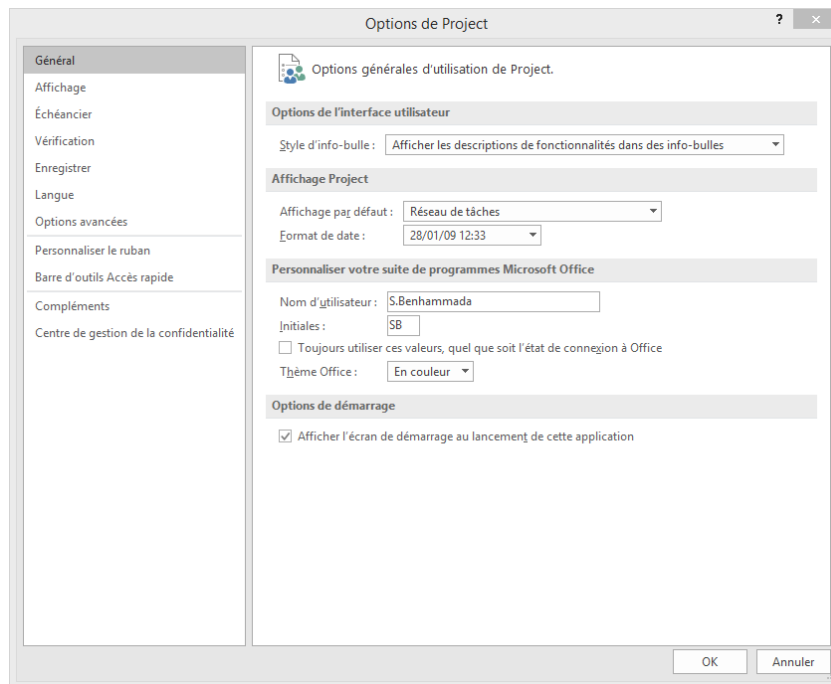 Options de Project
?
Général
Affichage
Échéancier
Vérification
Enregistrer
Langue
Options avancées
Personnaliser le ruban
Barre d'outils Accès rapide
Compléments
Centre de gestion de la confidentialité
Options générales d'utilisation de Project.
Options de l'interface utilisateur
Style d'info-bulle : Afficher les descriptions de fonctionnalités dans des info-bulles
Affichage Project
Affichage par défaut : Réseau de tâches
Format de date : 28/01/09 12:33
Personnaliser votre suite de programmes Microsoft Office
Nom d'utilisateur : S.Benhammada
Initiales : SB
Toujours utiliser ces valeurs, quel que soit l'état de connexion à Office
Thème Office : En couleur
Options de démarrage
Afficher l'écran de démarrage au lancement de cette application
OK Annuler